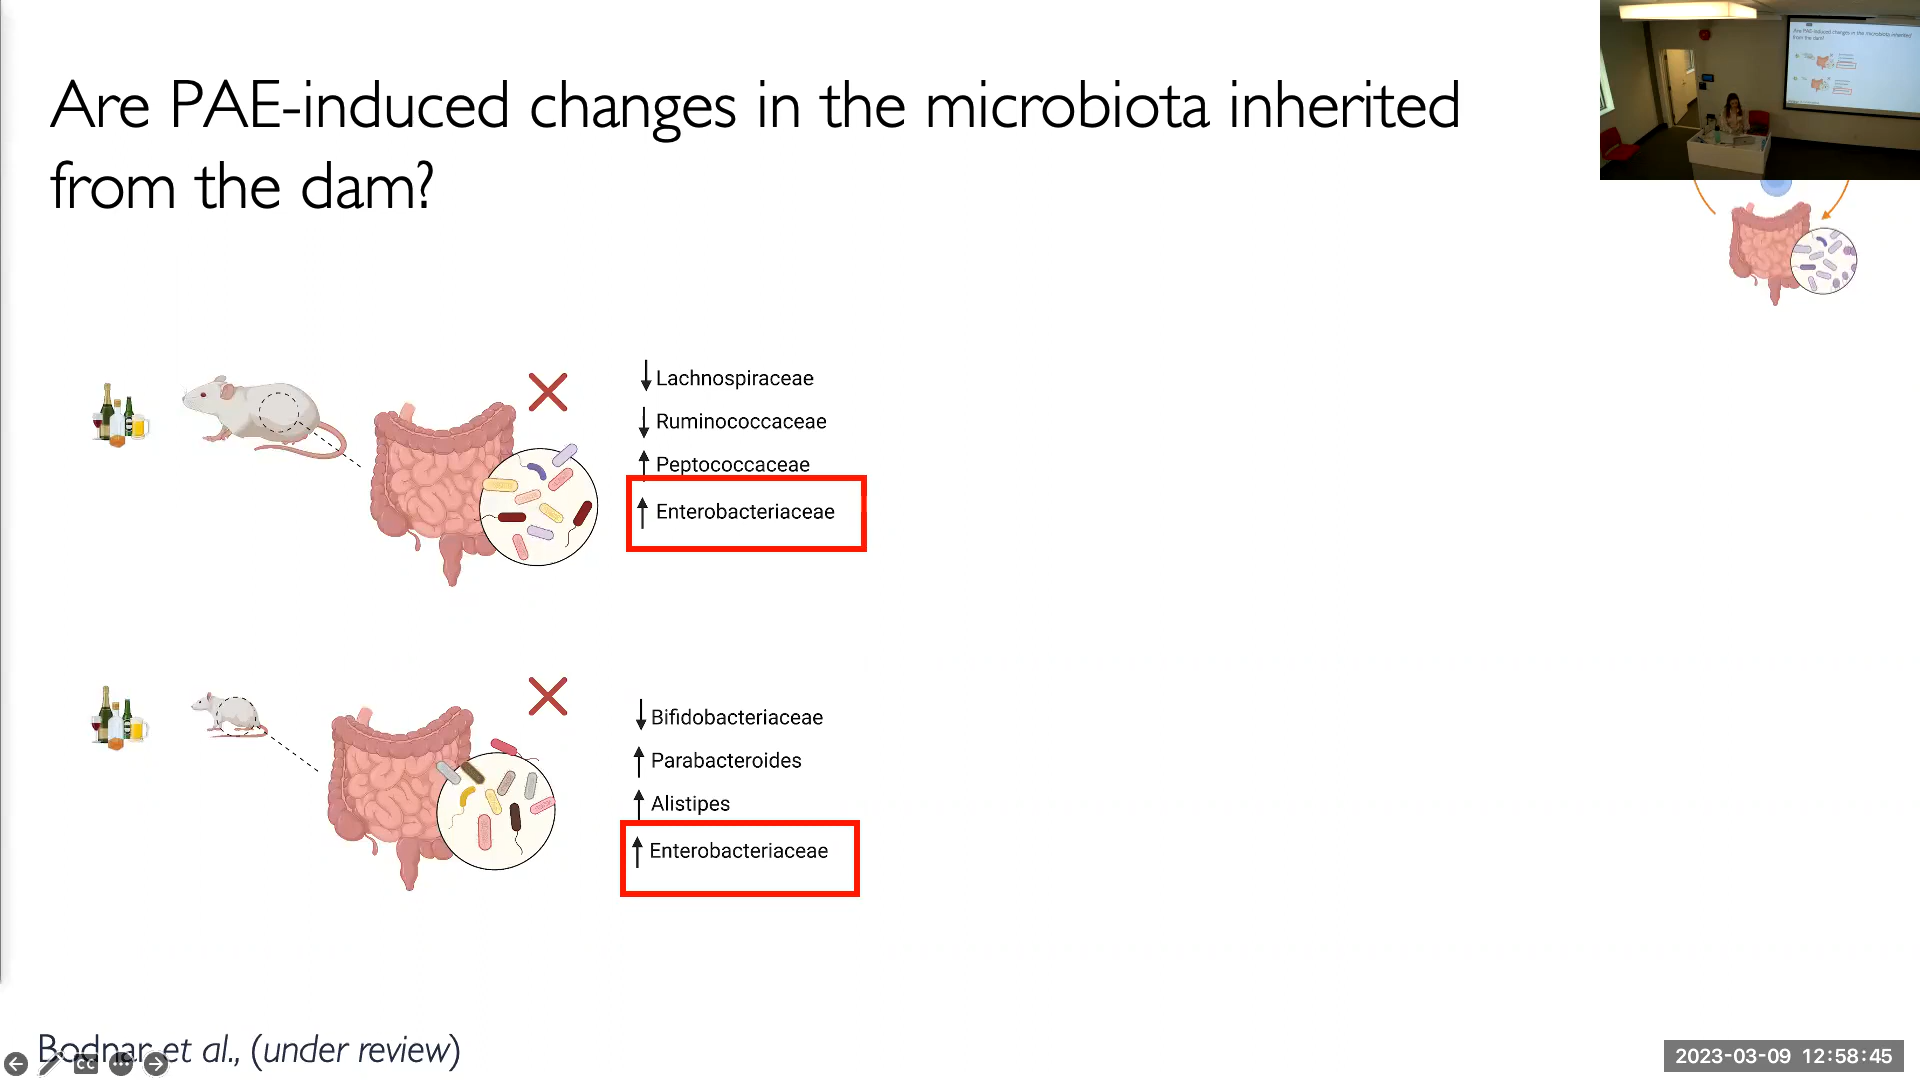 Are PAE-induced changes in the microbiota inherited
from the dam?
Lachnospiraceae
Ruminococcaceae
Peptococcaceae
Enterobacteriaceae
Bifidobacteriaceae
Parabacteroides
Alistipes
Enterobacteriaceae
Bodnar et al., (under review)
CC
2023-03-09 12:58:45